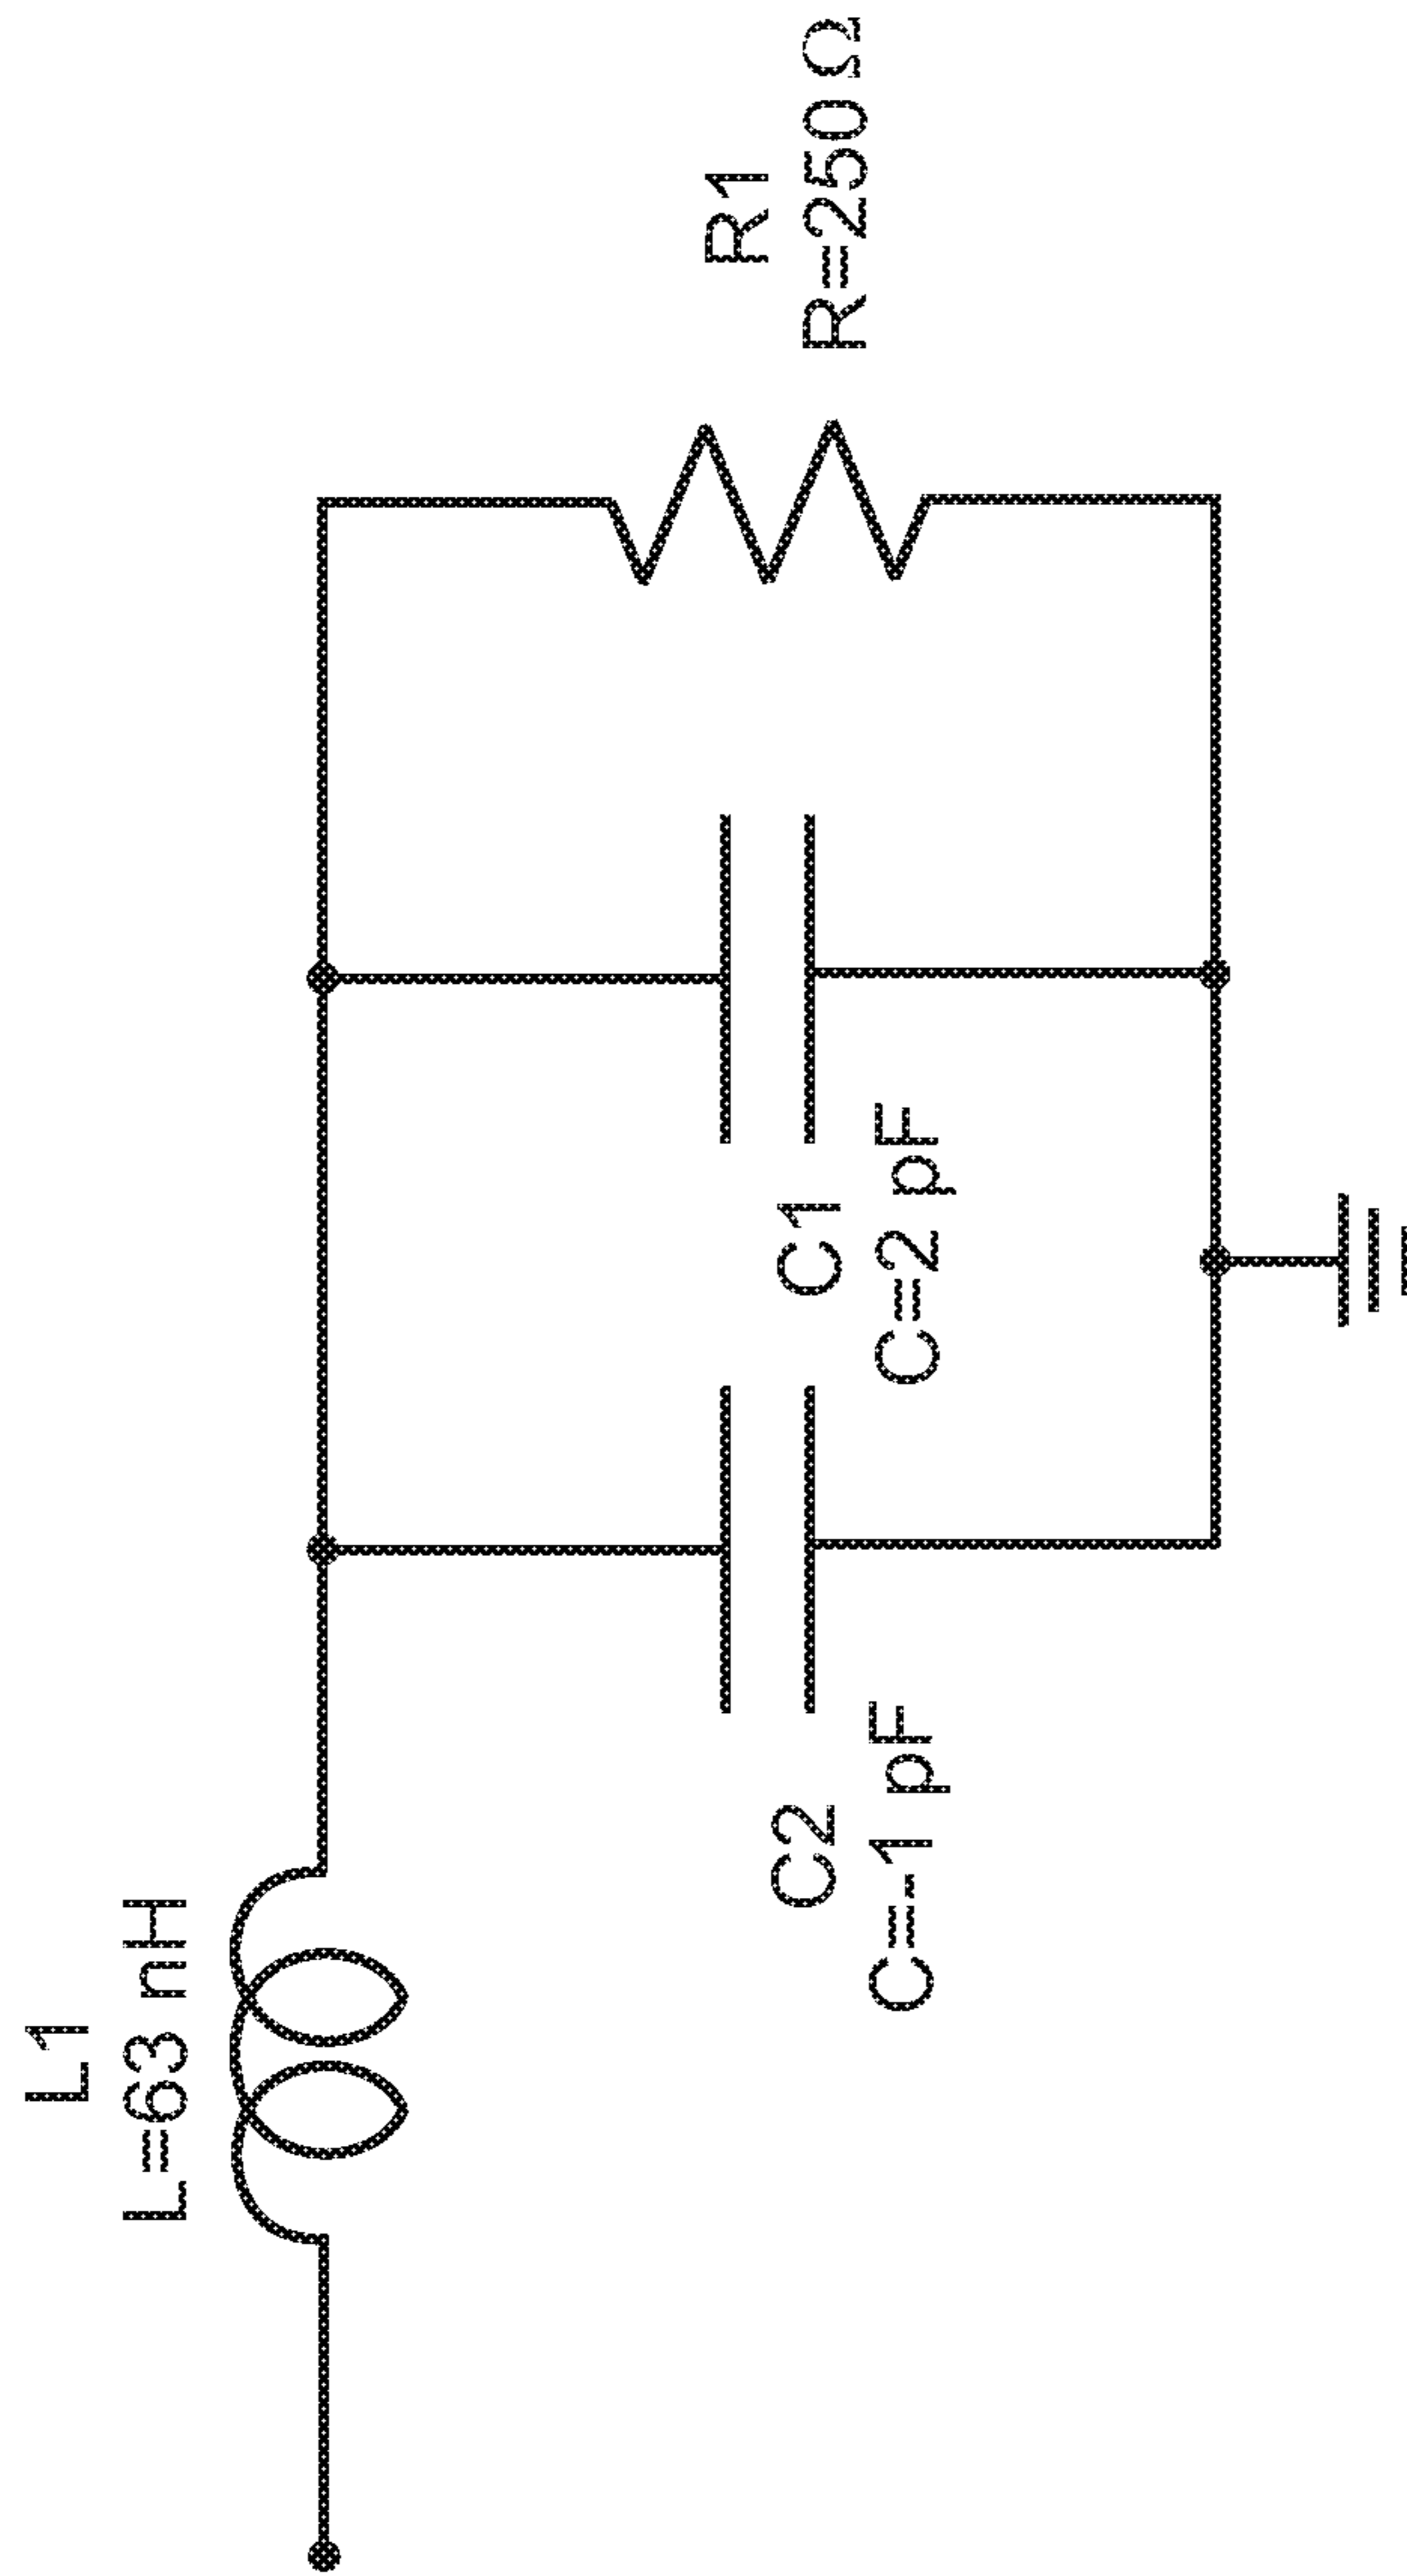 L1
L=63 nH
C2
C=-1 pF
C1
C=2 pF
R1
R=250 Ω